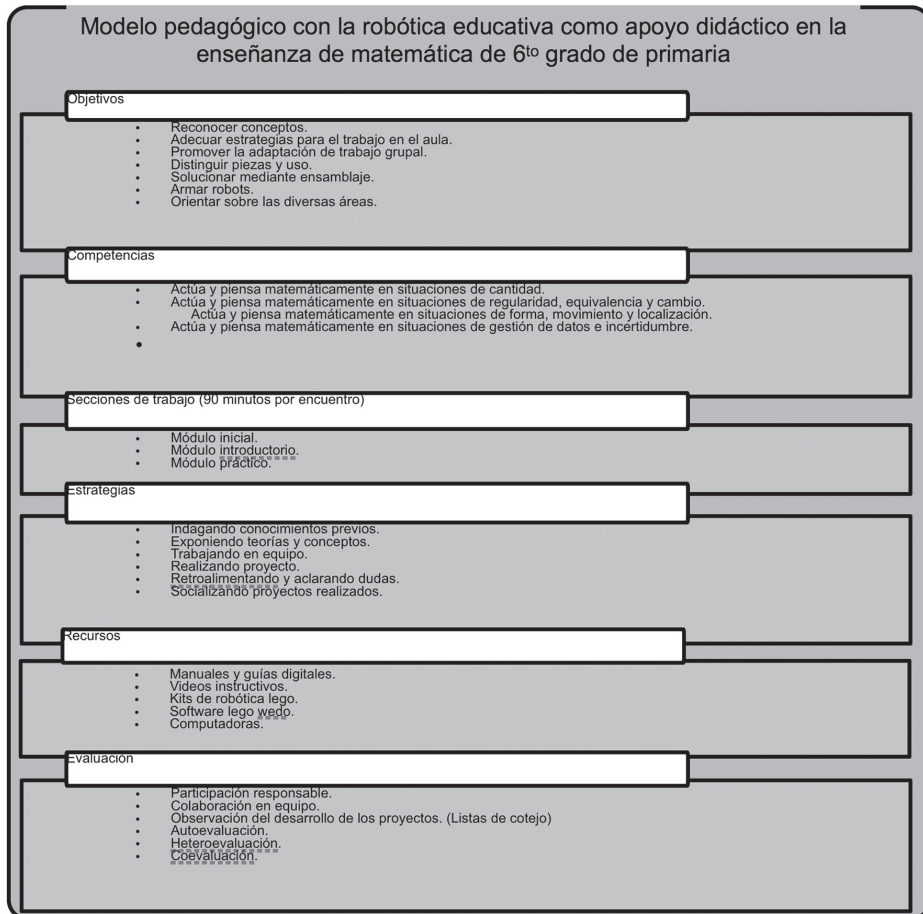 Modelo pedagógico con la robótica educativa como apoyo didáctico en la
enseñanza de matemática de 6to grado de primaria
Objetivos
• Reconocer conceptos.
• Adecuar estrategias para el trabajo en el aula.
• Promover la adaptación de trabajo grupal.
• Distinguir piezas y uso.
• Solucionar mediante ensamblaje.
• Armar robots.
• Orientar sobre las diversas áreas.
Competencias
• Actúa y piensa matemáticamente en situaciones de cantidad.
• Actúa y piensa matemáticamente en situaciones de regularidad, equivalencia y cambio.
Actúa y piensa matemáticamente en situaciones de forma, movimiento y localización.
• Actúa y piensa matemáticamente en situaciones de gestión de datos e incertidumbre.
•
Secciones de trabajo (90 minutos por encuentro)
• Módulo inicial.
• Módulo introductorio.
• Módulo práctico.
Estrategias
• Indagando conocimientos previos.
• Exponiendo teorías y conceptos.
• Trabajando en equipo.
• Realizando proyecto.
• Retroalimentando y aclarando dudas.
• Socializando proyectos realizados.
Recursos
• Manuales y guías digitales.
• Videos instructivos.
• Kits de robótica lego.
• Software lego wedo.
• Computadoras.
Evaluación
• Participación responsable.
• Colaboración en equipo.
• Observación del desarrollo de los proyectos. (Listas de cotejo)
• Autoevaluación.
• Heteroevaluación.
• Coevaluación.